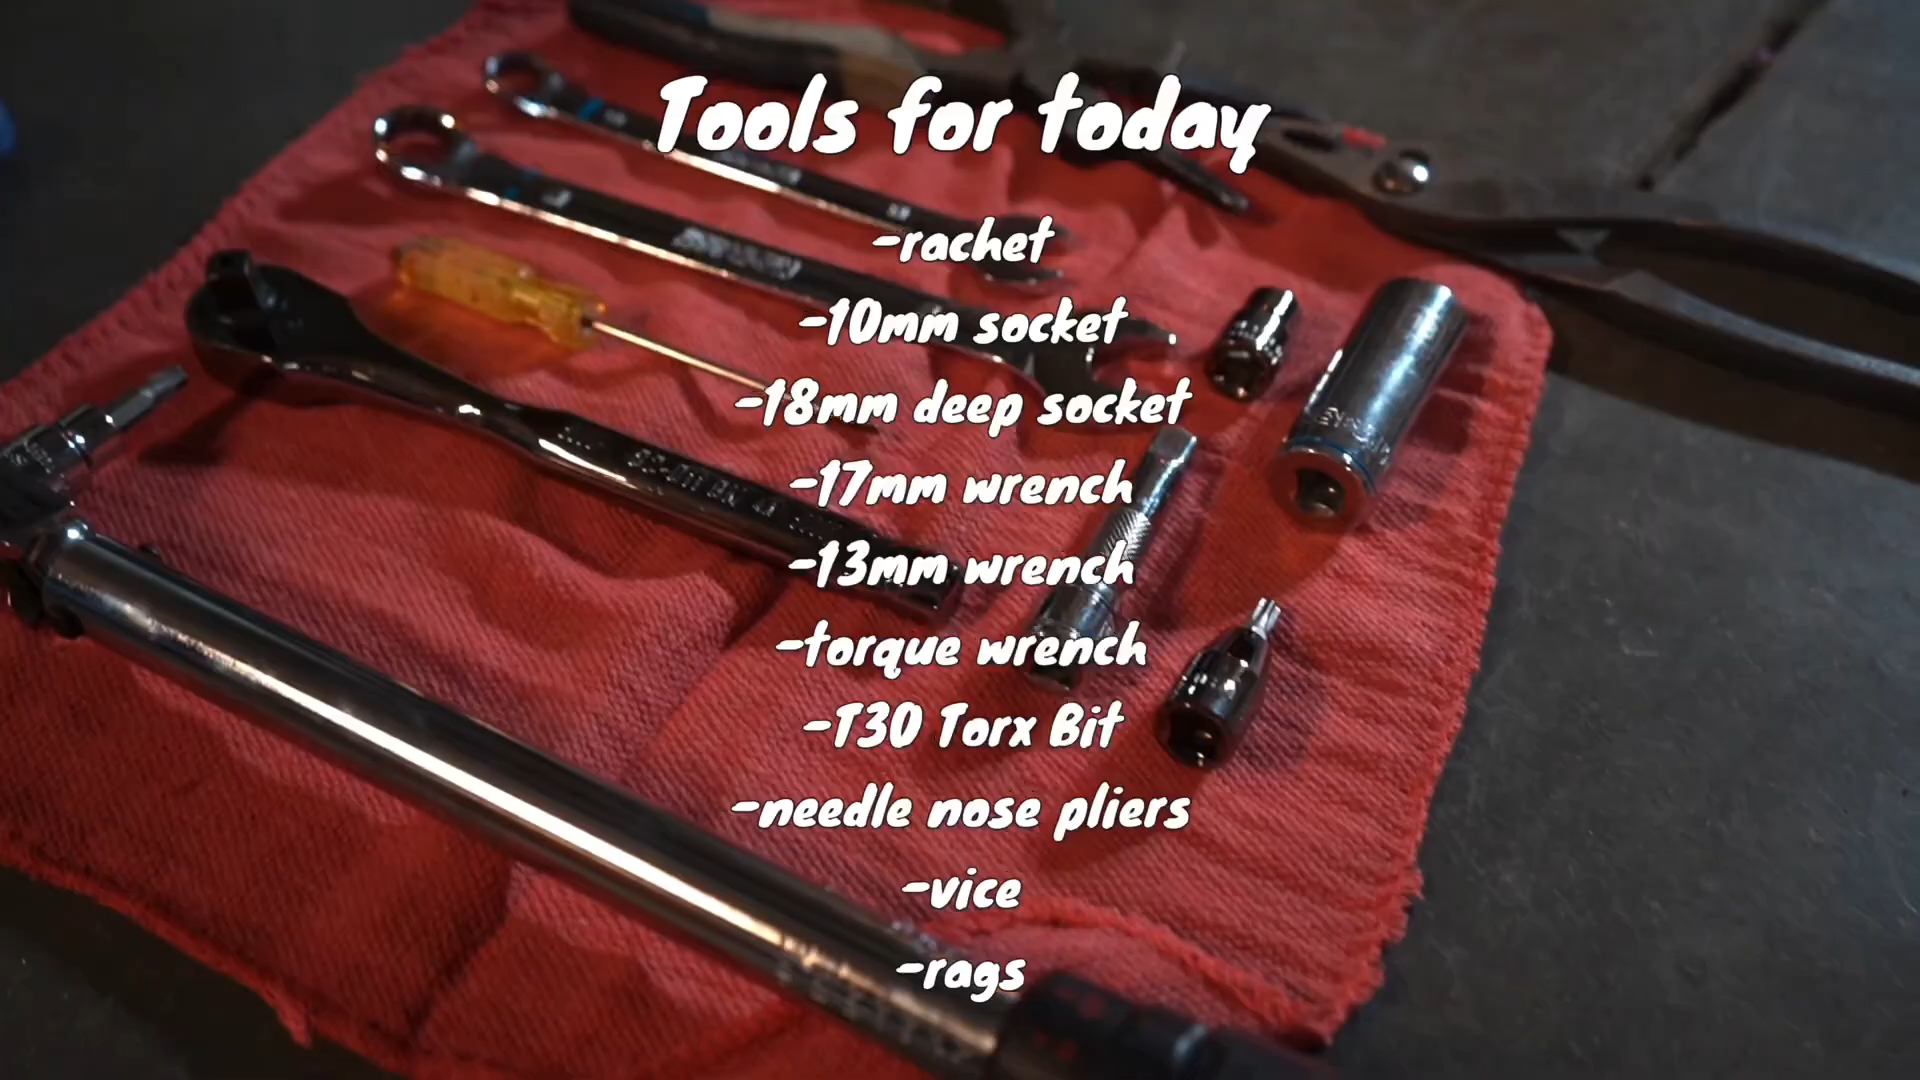 Tools for today
-rachet
-10mm socket
-18mm deep socket
-17mm wrench
-13mm wrench
-torque wrench
-T30 Torx Bit
-needle nose pliers
-vice
-rags